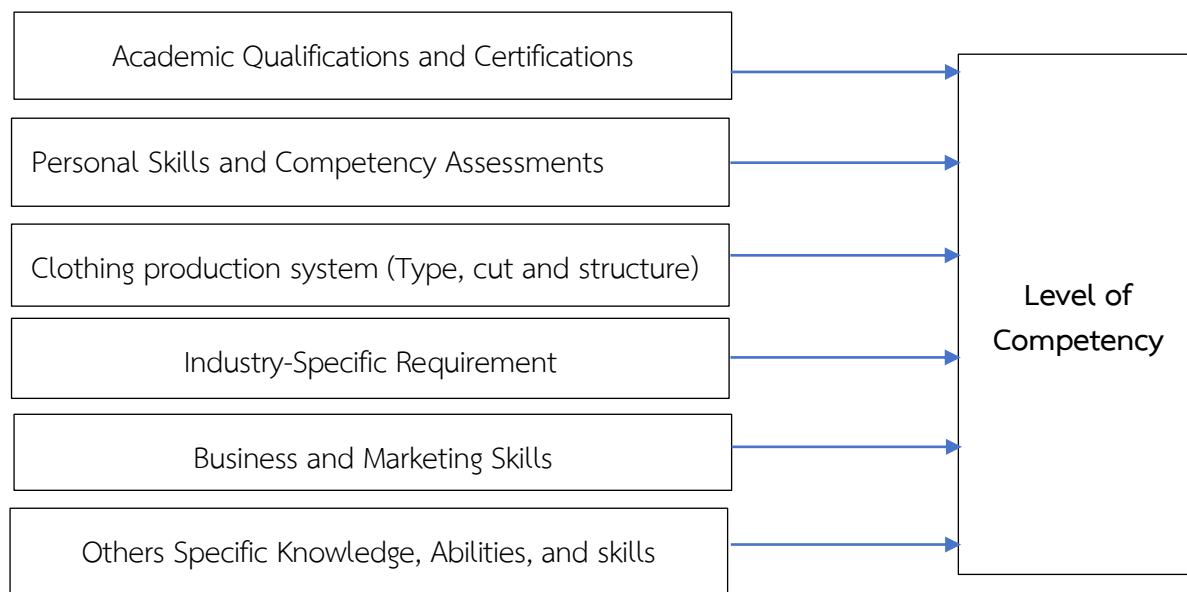 Academic Qualifications and Certifications
Personal Skills and Competency Assessments
Clothing production system (Type, cut and structure)
Industry-Specific Requirement
Business and Marketing Skills
Others Specific Knowledge, Abilities, and skills
Level of
Competency